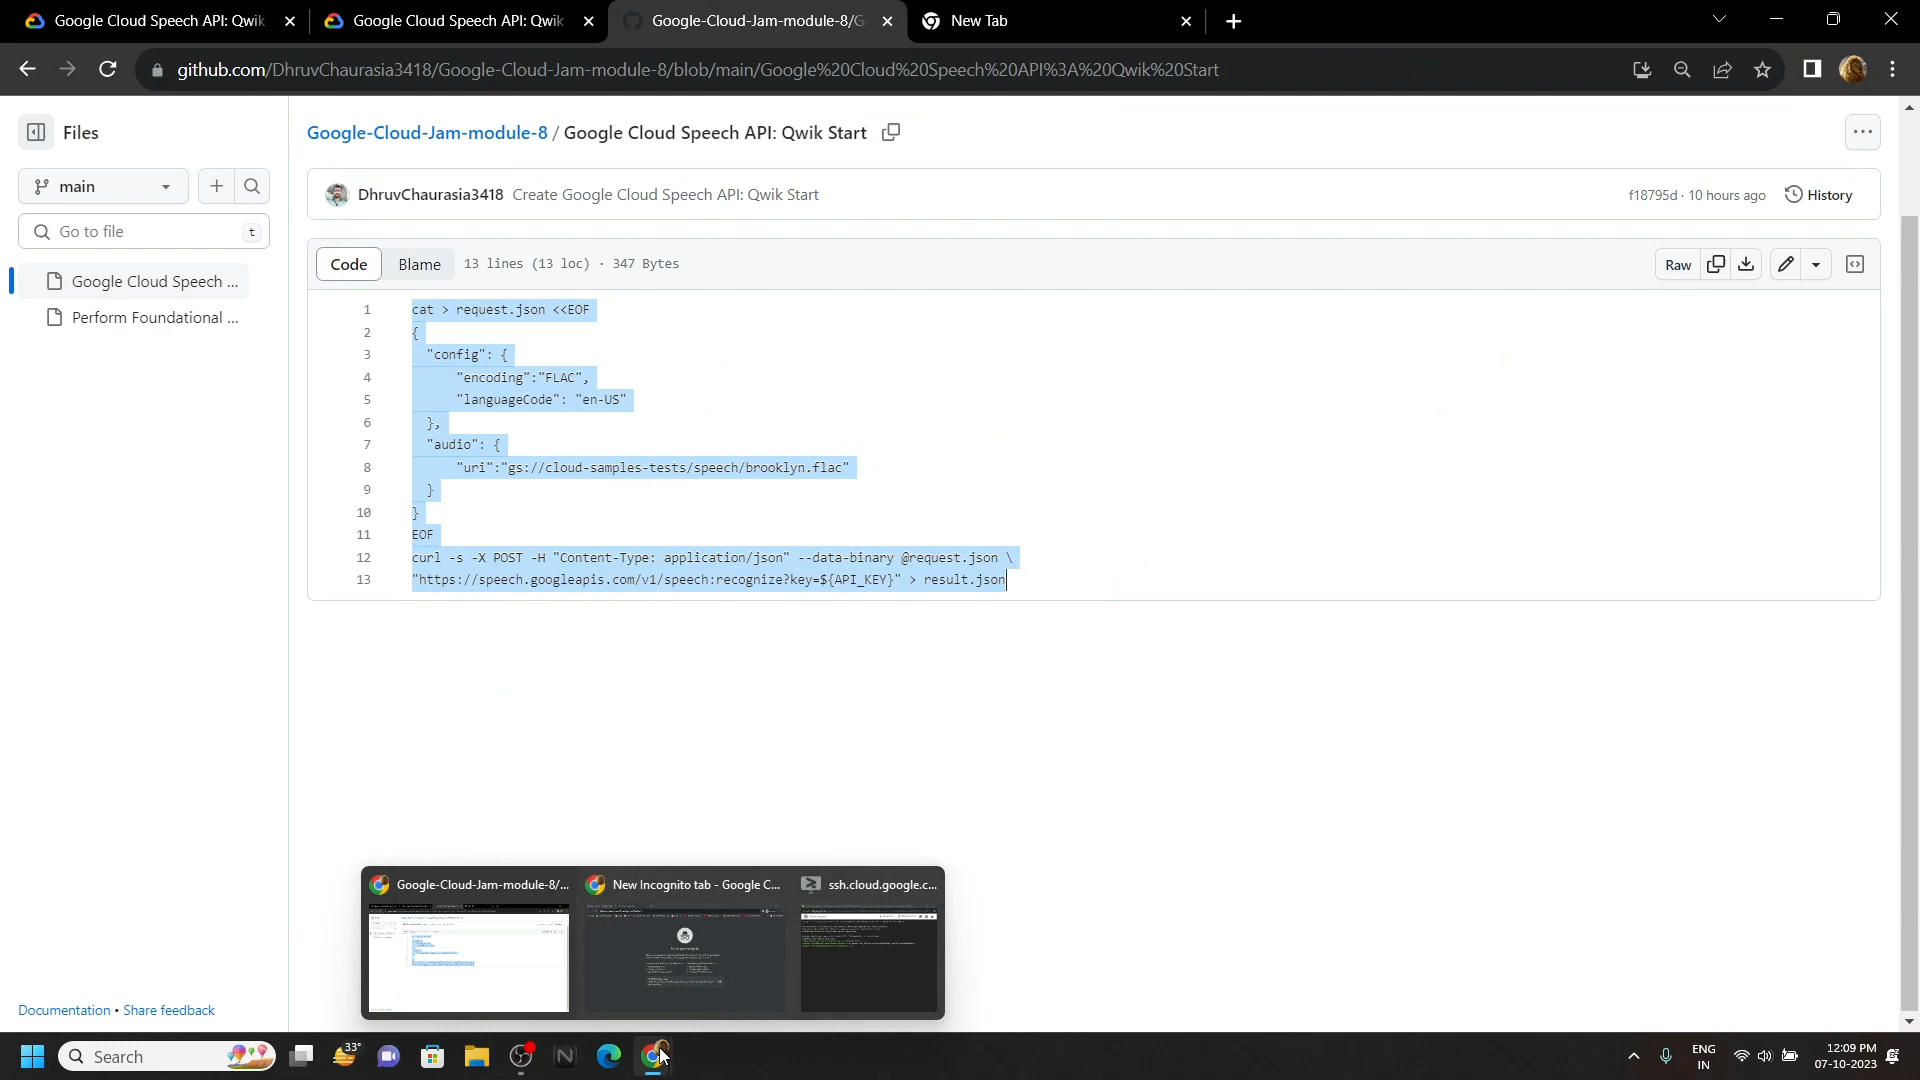 Google Cloud Speech API: Qwik
Google Cloud Speech API: Qwik
Google-Cloud-Jam-module-8/G
New Tab
github.com/DhruvChaurasia3418/Google-Cloud-Jam-module-8/blob/main/Google%20Cloud%20Speech%20API%3A%20Qwik%20Start
Files
Google-Cloud-Jam-module-8 / Google Cloud Speech API: Qwik Start
main
DhruvChaurasia3418 Create Google Cloud Speech API: Qwik Start
f18795d · 10 hours ago
History
Go to file
t
Code
Blame
13 lines (13 loc) · 347 Bytes
Raw
Google Cloud Speech ...
Perform Foundational ...
1 cat > request.json <<EOF
2 {
3 "config": {
4 "encoding":"FLAC",
5 "languageCode": "en-US"
6 },
7 "audio": {
8 "uri":"gs://cloud-samples-tests/speech/brooklyn.flac"
9 }
10 }
11 EOF
12 curl -s -X POST -H "Content-Type: application/json" --data-binary @request.json \
13 "https://speech.googleapis.com/v1/speech:recognize?key=${API_KEY}" > result.json
Google-Cloud-Jam-module-8/...
New Incognito tab - Google C...
ssh.cloud.google.c...
Documentation • Share feedback
Search
33°
ENG
IN
12:09 PM
07-10-2023